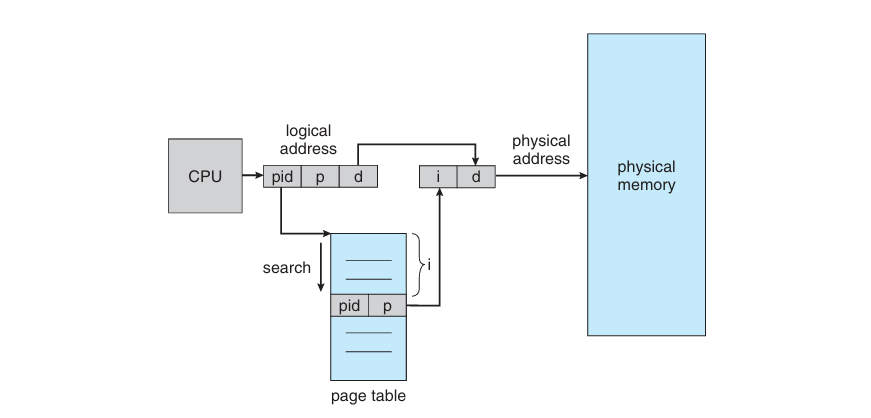 logical
address
physical
address
CPU
pid p d
i d
physical
memory
search
i
pid p
page table